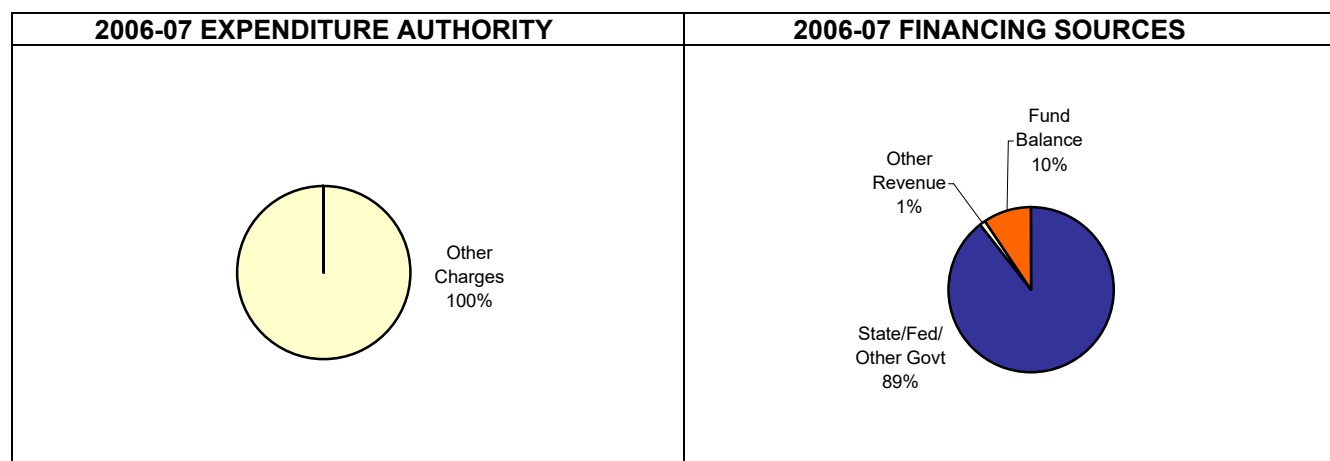 2006-07 EXPENDITURE AUTHORITY
2006-07 FINANCING SOURCES
Other
Charges
100%
Fund
Balance
10%
Other
Revenue
1%
State/Fed/
Other Govt
89%